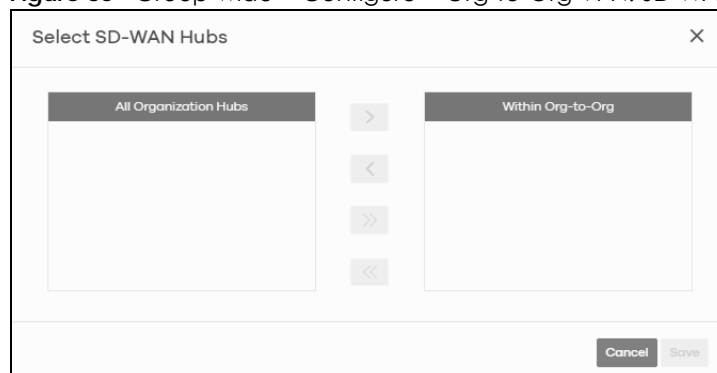 Select SD-WAN Hubs ×
All Organization Hubs Within Org-to-Org
>
<
>>
<<
Cancel Save